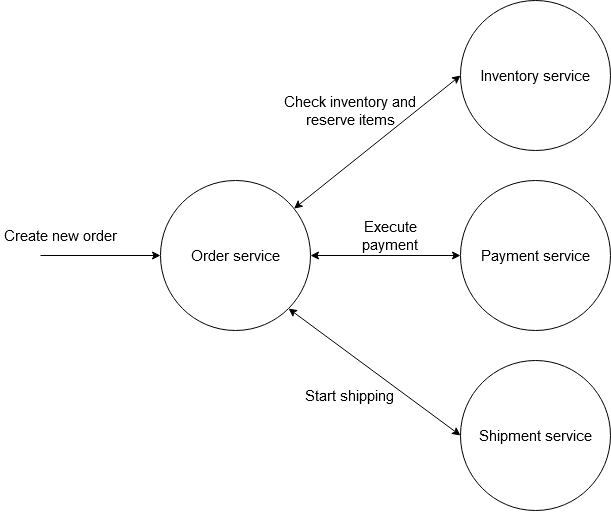 Inventory service
Check inventory and
reserve items
Create new order
Order service
Execute
payment
Payment service
Start shipping
Shipment service